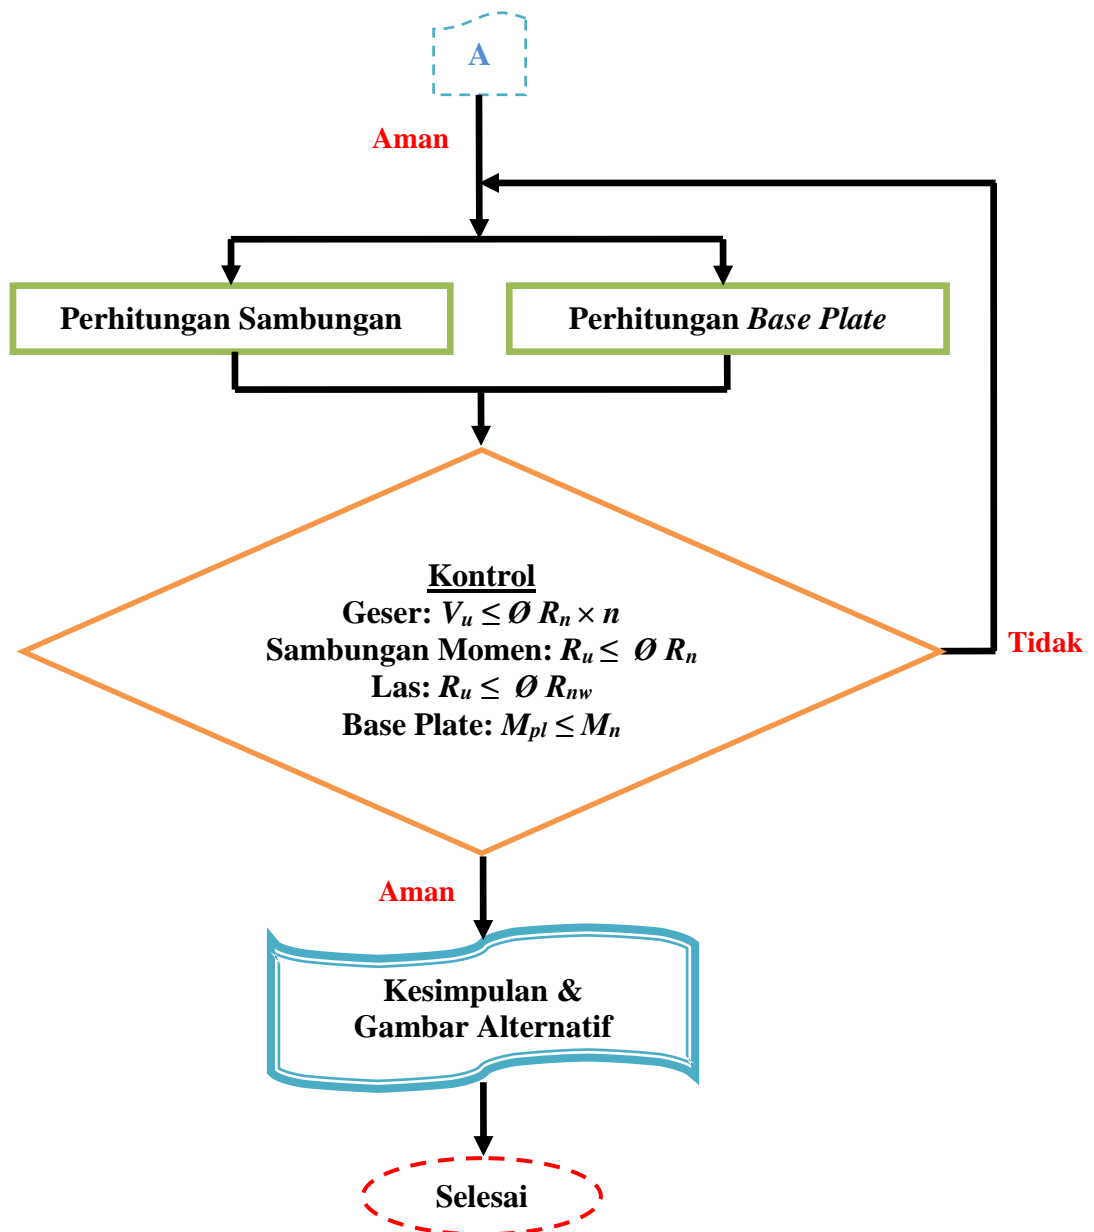 A
Aman
Perhitungan Sambungan
Perhitungan Base Plate
Kontrol
Geser: Vu ≤ Ø Rn × n
Sambungan Momen: Ru ≤ Ø Rn
Las: Ru ≤ Ø Rnw
Base Plate: Mpl ≤ Mn
Tidak
Aman
Kesimpulan &
Gambar Alternatif
Selesai